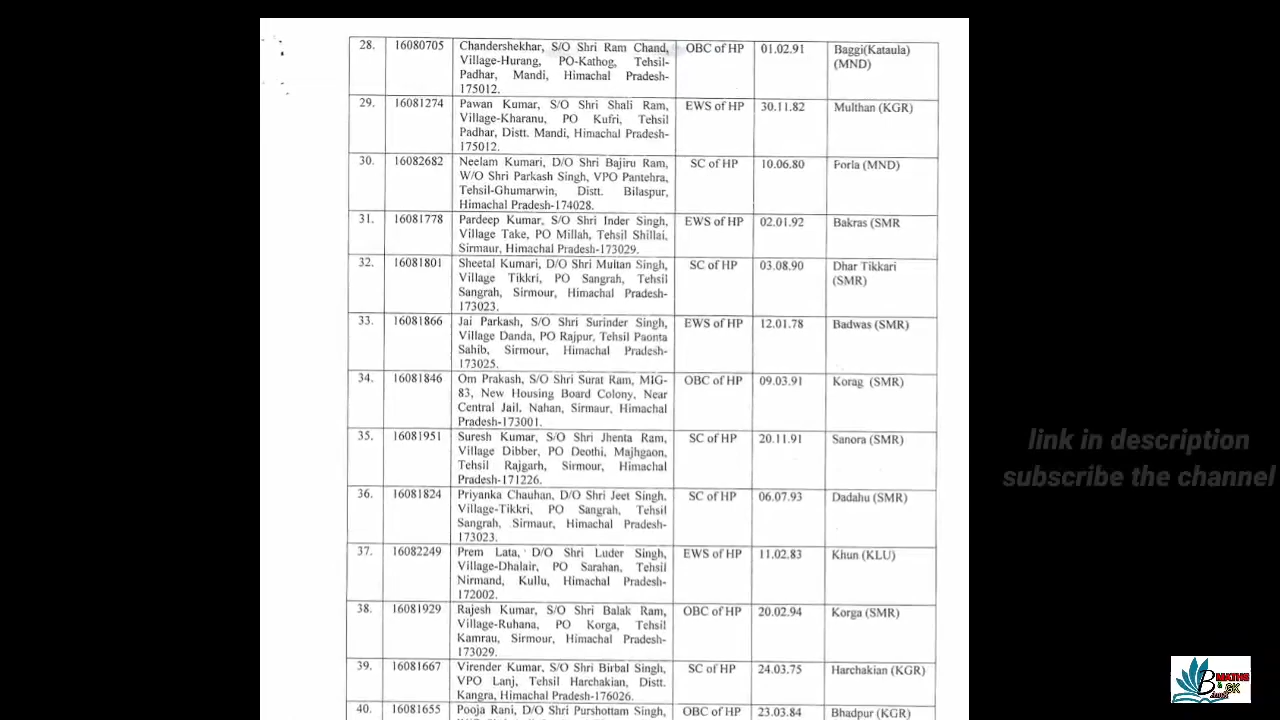 28. 16080705 Chandershekhar, S/O Shri Ram Chand, OBC of HP 01.02.91 Baggi(Kataula)
Village-Hurang, PO-Kathog, Tehsil- (MND)
Padhar, Mandi, Himachal Pradesh-
175012.
29. 16081274 Pawan Kumar, S/O Shri Shali Ram, EWS of HP 30.11.82 Multhan (KGR)
Village-Kharanu, PO Kufri, Tehsil
Padhar, Distt. Mandi, Himachal Pradesh-
175012.
30. 16082682 Neelam Kumari, D/O Shri Bajiru Ram, SC of HP 10.06.80 Porla (MND)
W/O Shri Parkash Singh, VPO Pantehra,
Tehsil-Ghumarwin, Distt. Bilaspur,
Himachal Pradesh-174028.
31. 16081778 Pardeep Kumar, S/O Shri Inder Singh, EWS of HP 02.01.92 Bakras (SMR
Village Take, PO Millah, Tehsil Shillai,
Sirmaur, Himachal Pradesh-173029.
32. 16081801 Sheetal Kumari, D/O Shri Multan Singh, SC of HP 03.08.90 Dhar Tikkari
Village Tikkri, PO Sangrah, Tehsil (SMR)
Sangrah, Sirmour, Himachal Pradesh-
173023.
33. 16081866 Jai Parkash, S/O Shri Surinder Singh, EWS of HP 12.01.78 Badwas (SMR)
Village Danda, PO Rajpur, Tehsil Paonta
Sahib, Sirmour, Himachal Pradesh-
173025.
34. 16081846 Om Prakash, S/O Shri Surat Ram, MIG- OBC of HP 09.03.91 Korag (SMR)
83, New Housing Board Colony, Near
Central Jail, Nahan, Sirmaur, Himachal
Pradesh-173001.
35. 16081951 Suresh Kumar, S/O Shri Jhenta Ram, SC of HP 20.11.91 Sanora (SMR)
Village Dibber, PO Deothi, Majhgaon,
Tehsil Rajgarh, Sirmour, Himachal
Pradesh-171226.
36. 16081824 Priyanka Chauhan, D/O Shri Jeet Singh, SC of HP 06.07.93 Dadahu (SMR)
Village-Tikkri, PO Sangrah, Tehsil
Sangrah, Sirmour, Himachal Pradesh-
173023.
37. 16082249 Prem Lata, D/O Shri Luder Singh, EWS of HP 11.02.83 Khun (KLU)
Village-Dhalair, PO Sarahan, Tehsil
Nirmand, Kullu, Himachal Pradesh-
172002.
38. 16081929 Rajesh Kumar, S/O Shri Balak Ram, OBC of HP 20.02.94 Korga (SMR)
Village-Ruhana, PO Korga, Tehsil
Kamrau, Sirmour, Himachal Pradesh-
173029.
39. 16081667 Virender Kumar, S/O Shri Birbal Singh, SC of HP 24.03.75 Harchakian (KGR)
VPO Lanj, Tehsil Harchakian, Distt.
Kangra, Himachal Pradesh-176026.
40. 16081655 Pooja Rani, D/O Shri Purshottam Singh, OBC of HP 23.03.84 Bhadpur (KGR)
link in description
subscribe the channel
B MATHS
GK